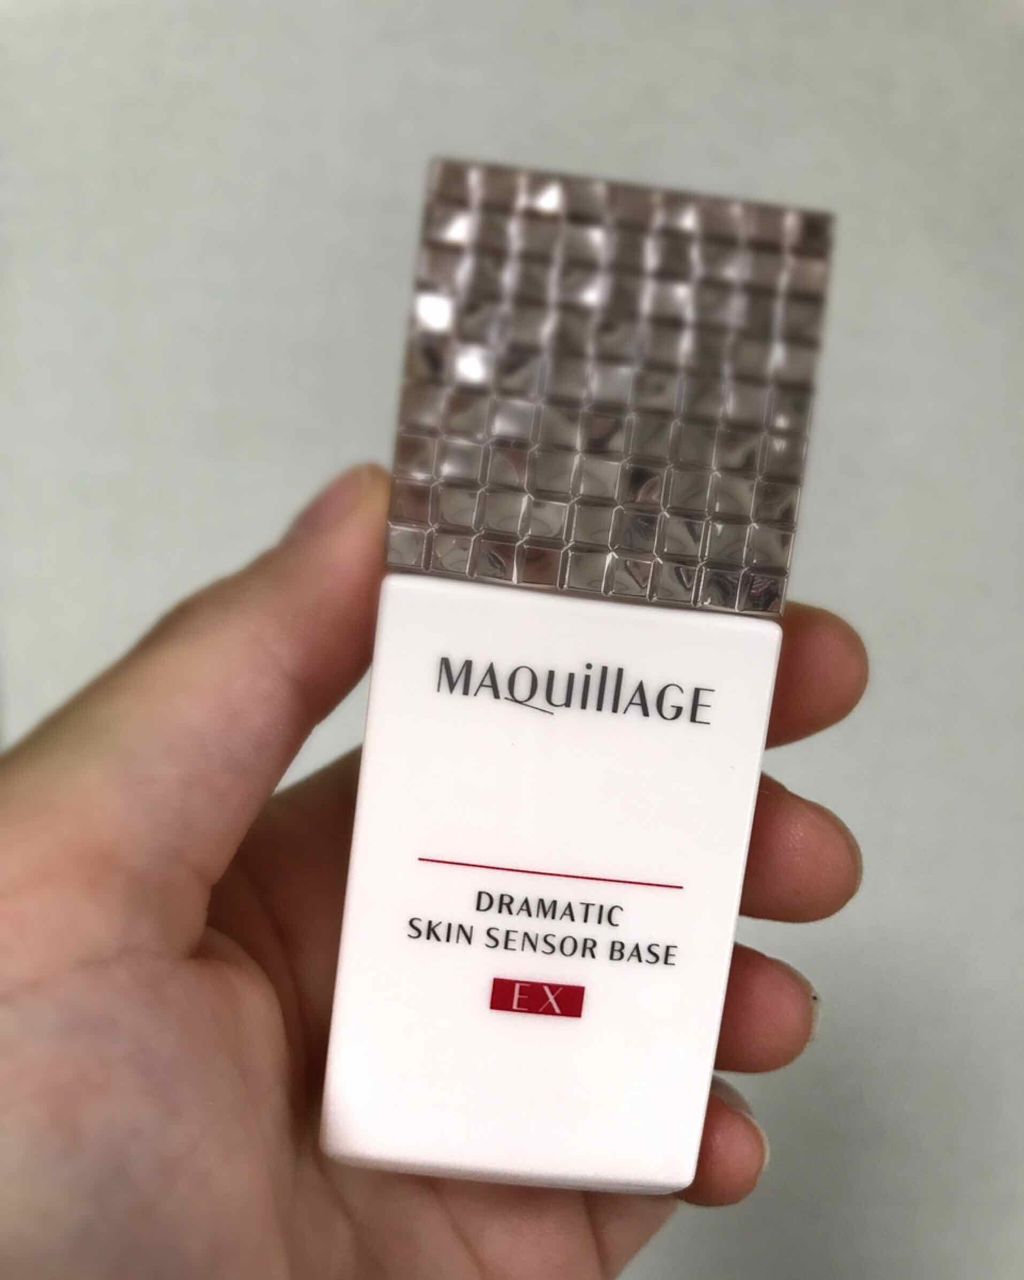 MAQuillAGE
DRAMATIC
SKIN SENSOR BASE
EX